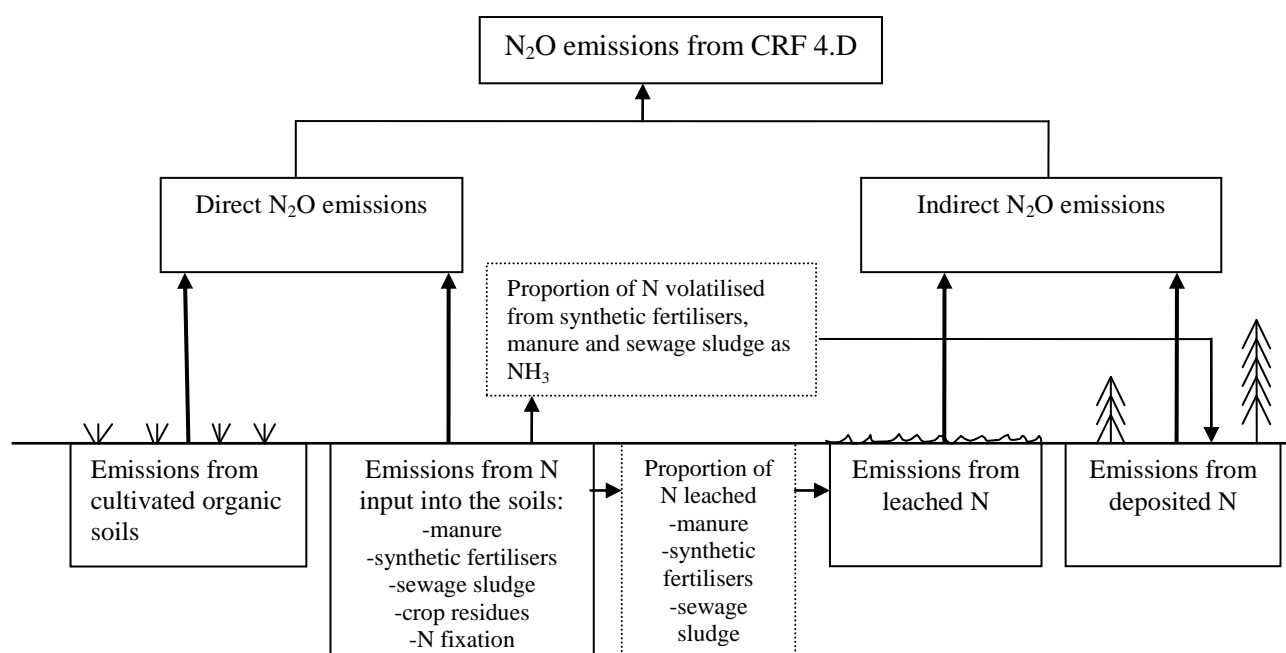 N₂O emissions from CRF 4.D
Direct N₂O emissions
Indirect N₂O emissions
Proportion of N volatilised
from synthetic fertilisers,
manure and sewage sludge as
NH₃
Emissions from
cultivated organic
soils
Emissions from N
input into the soils:
-manure
-synthetic fertilisers
-sewage sludge
-crop residues
-N fixation
Proportion of
N leached
-manure
-synthetic
fertilisers
-sewage
sludge
Emissions from
leached N
Emissions from
deposited N